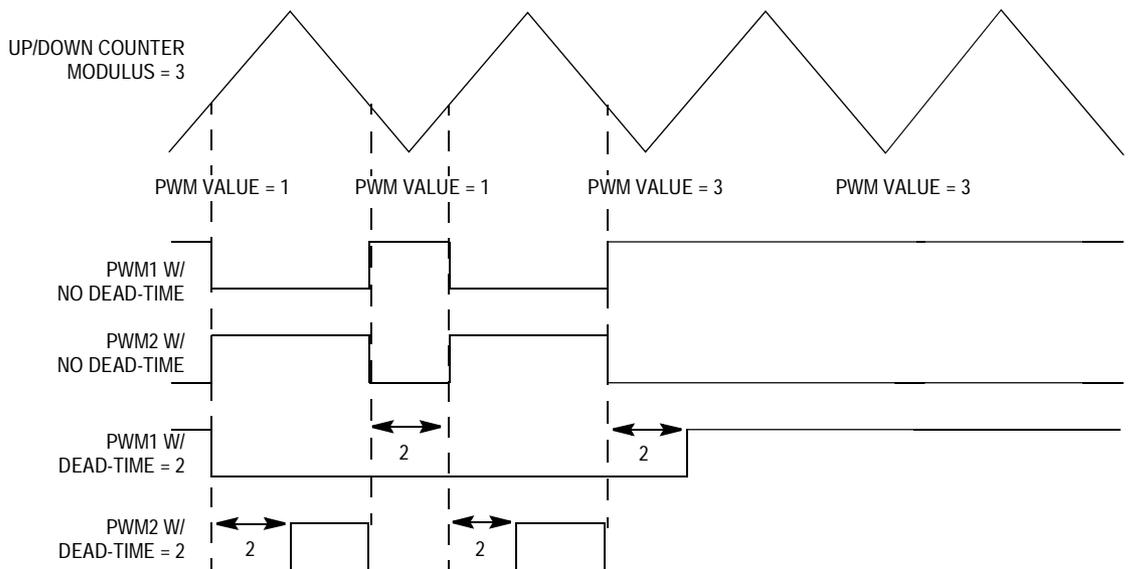 UP/DOWN COUNTER
MODULUS = 3
PWM VALUE = 1 PWM VALUE = 1 PWM VALUE = 3 PWM VALUE = 3
PWM1 W/
NO DEAD-TIME
PWM2 W/
NO DEAD-TIME
PWM1 W/
DEAD-TIME = 2
2 2
PWM2 W/
DEAD-TIME = 2
2 2